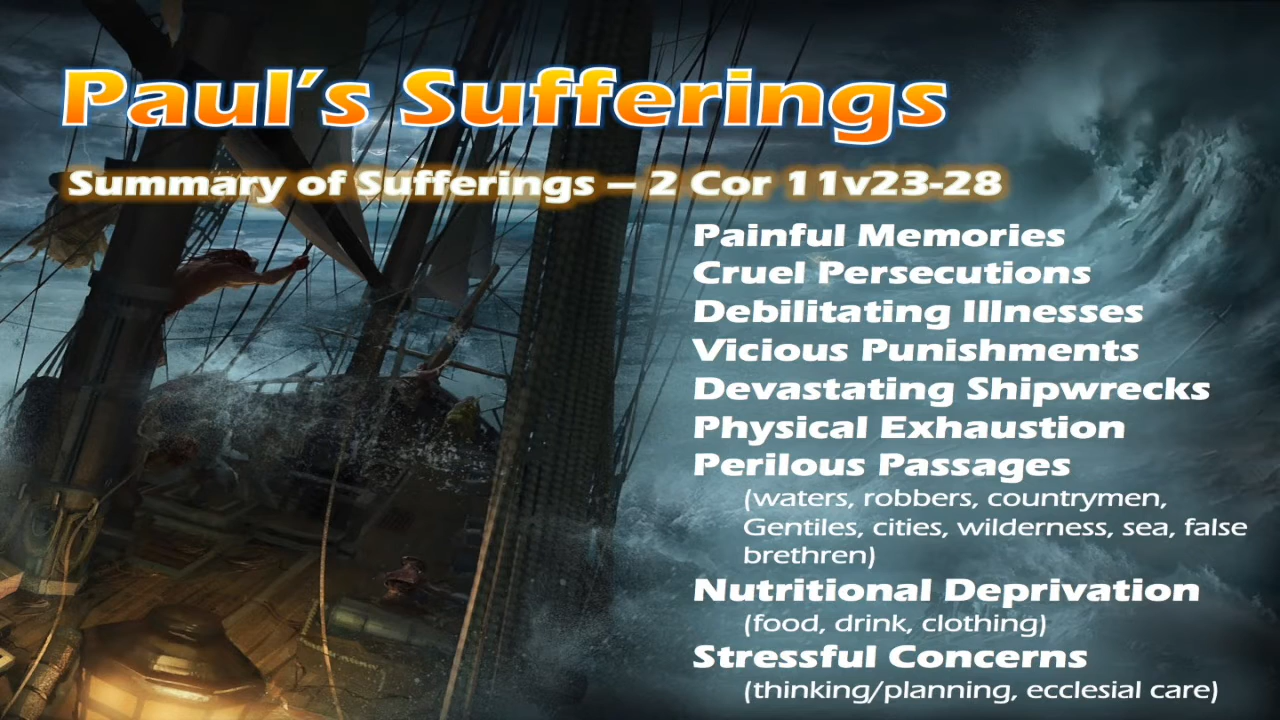 Paul's Sufferings
Summary of Sufferings – 2 Cor 11v23-28
Painful Memories
Cruel Persecutions
Debilitating Illnesses
Vicious Punishments
Devastating Shipwrecks
Physical Exhaustion
Perilous Passages
(waters, robbers, countrymen,
Gentiles, cities, wilderness, sea, false
brethren)
Nutritional Deprivation
(food, drink, clothing)
Stressful Concerns
(thinking/planning, ecclesial care)